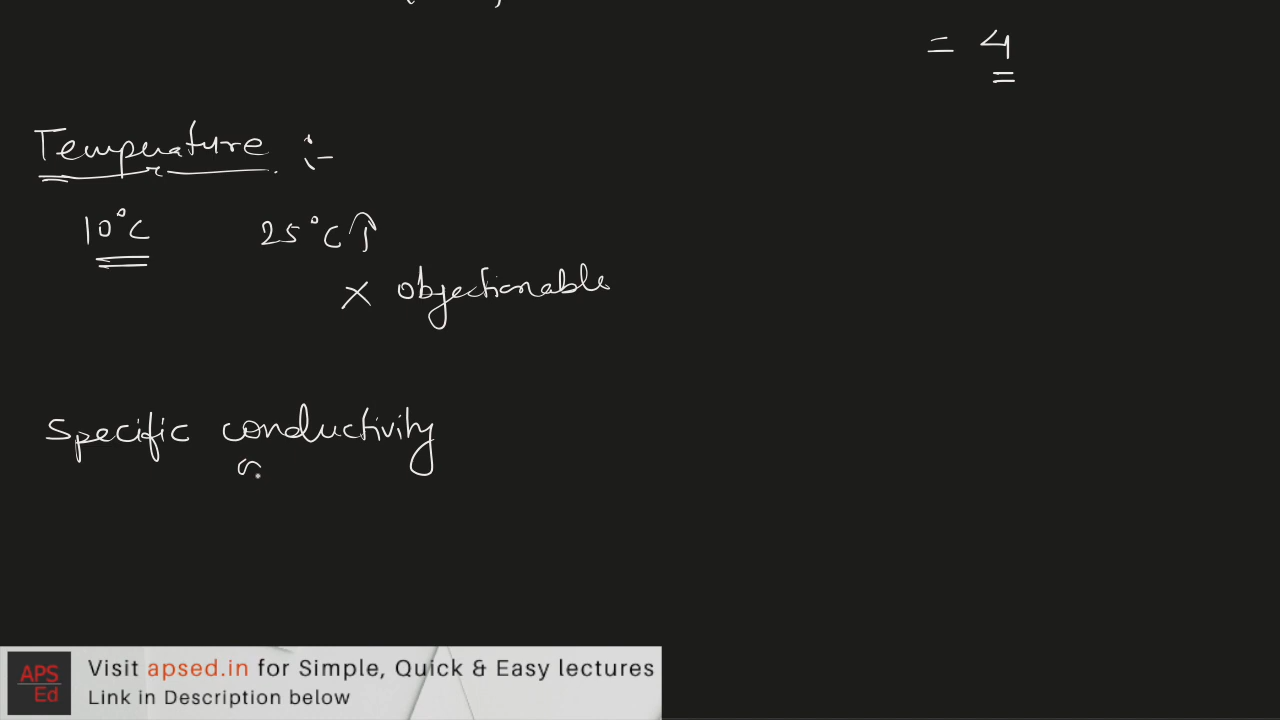 = 4
Temperature :-
10°C 25°C↑
× objectionable
Specific conductivity
APS
Ed
Visit apsed.in for Simple, Quick & Easy lectures
Link in Description below